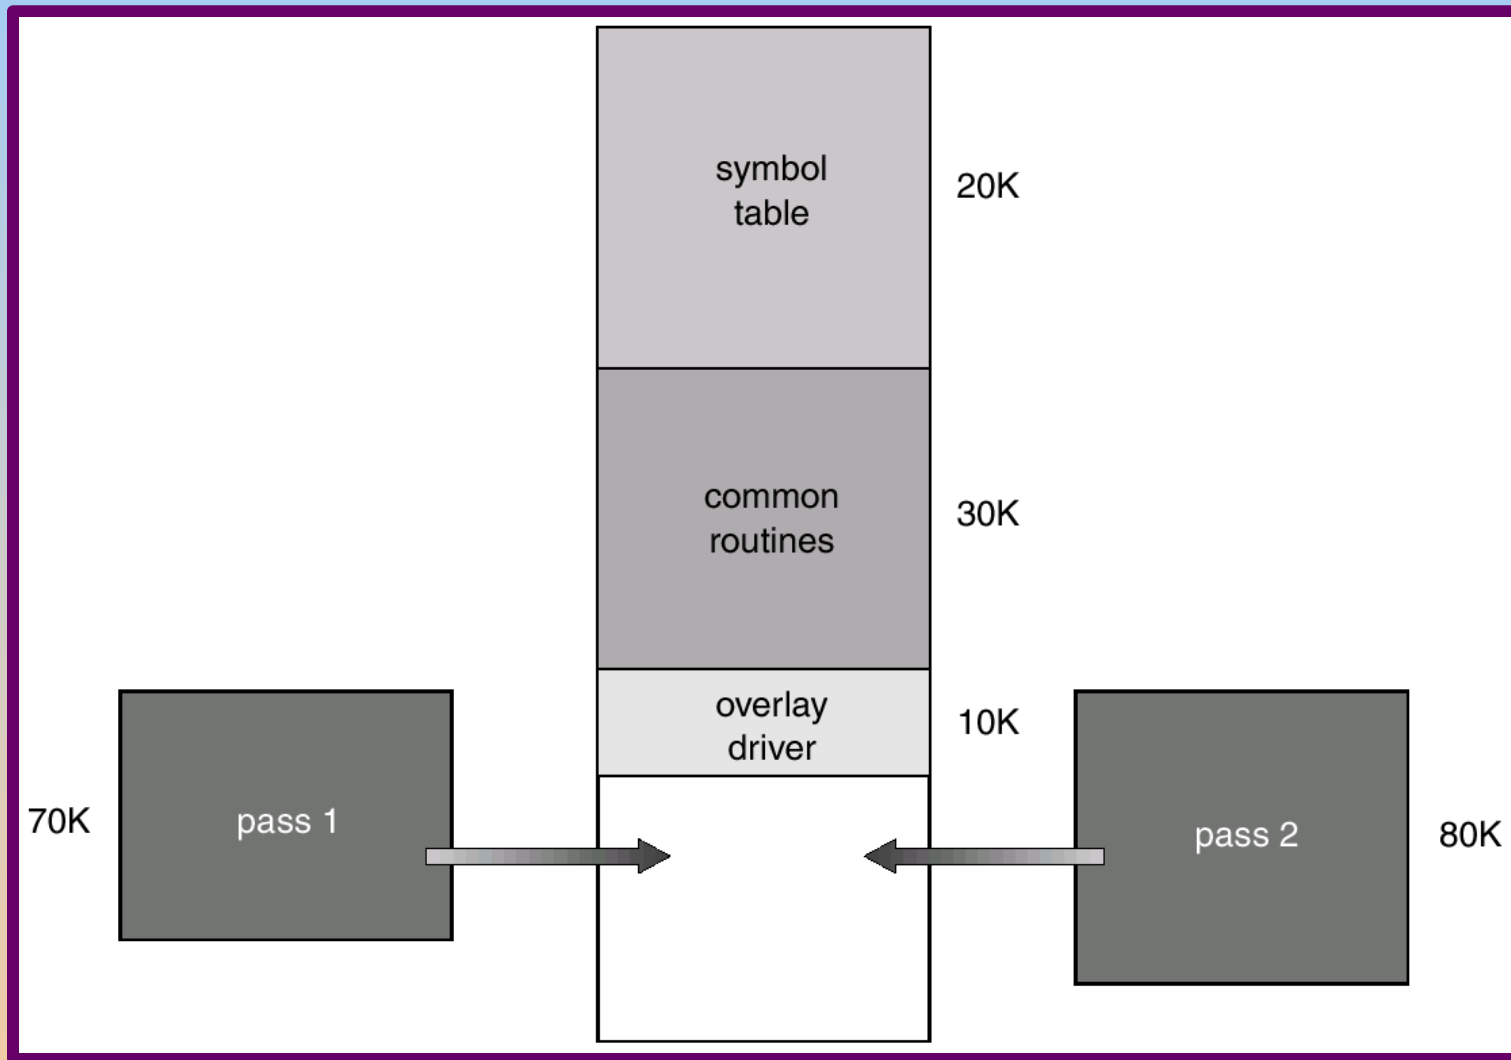 symbol
table
20K
common
routines
30K
overlay
driver
10K
70K
pass 1
pass 2
80K